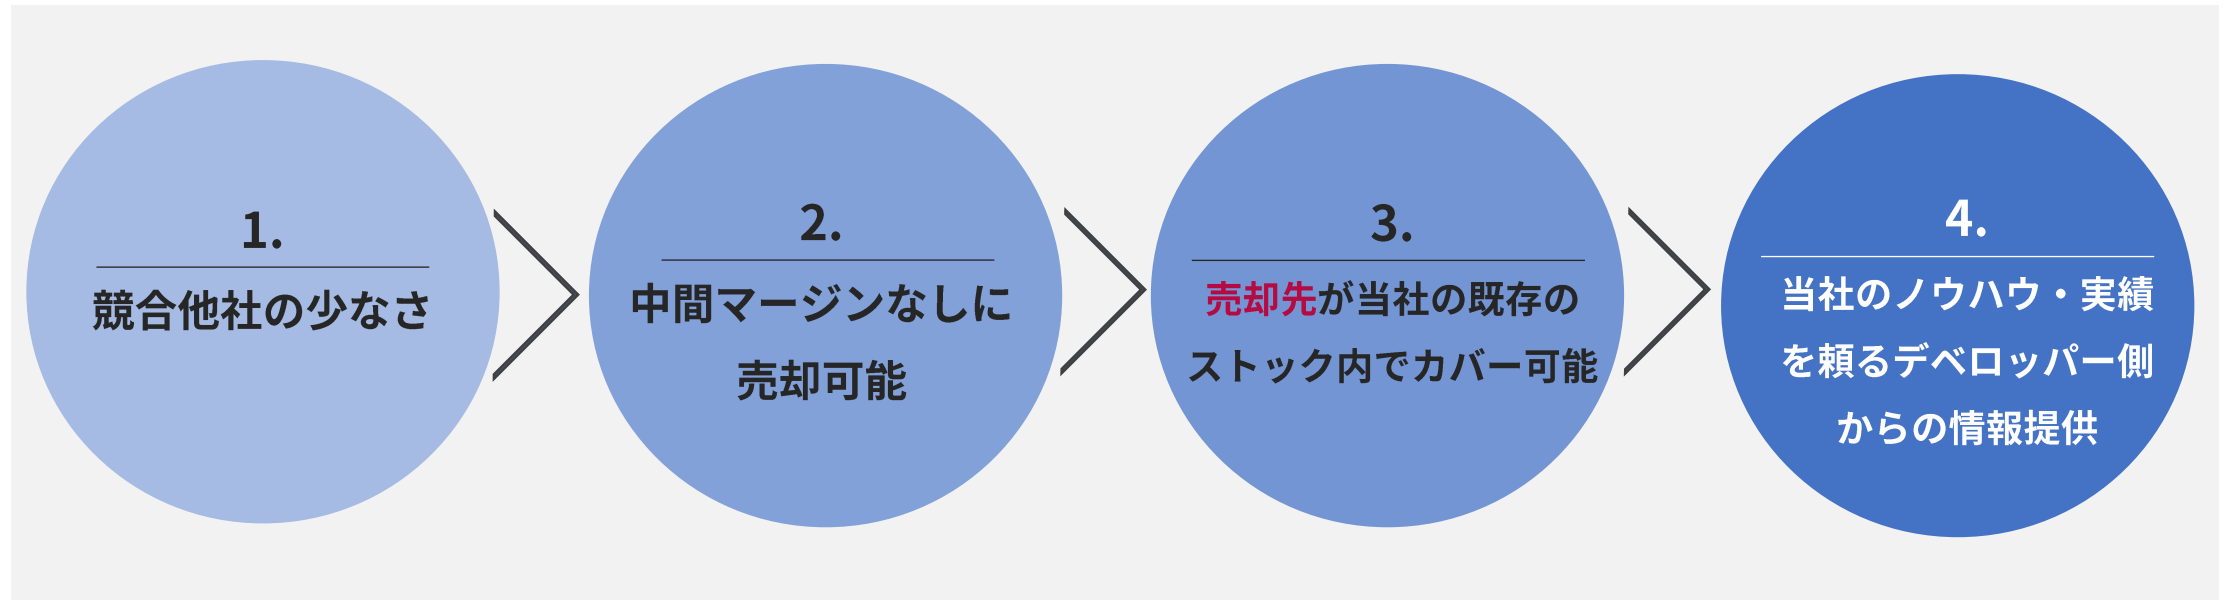 1.
競合他社の少なさ
2.
中間マージンなしに
売却可能
3.
売却先が当社の既存の
ストック内でカバー可能
4.
当社のノウハウ・実績
を頼るデベロッパー側
からの情報提供